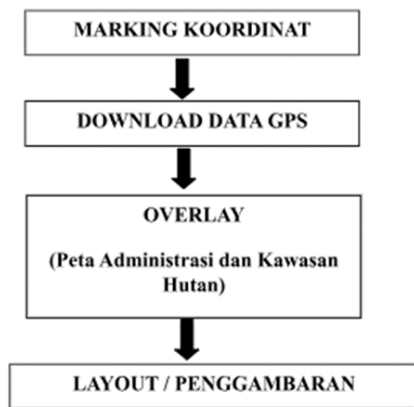 MARKING KOORDINAT
DOWNLOAD DATA GPS
OVERLAY
(Peta Administrasi dan Kawasan
Hutan)
LAYOUT / PENGGAMBARAN